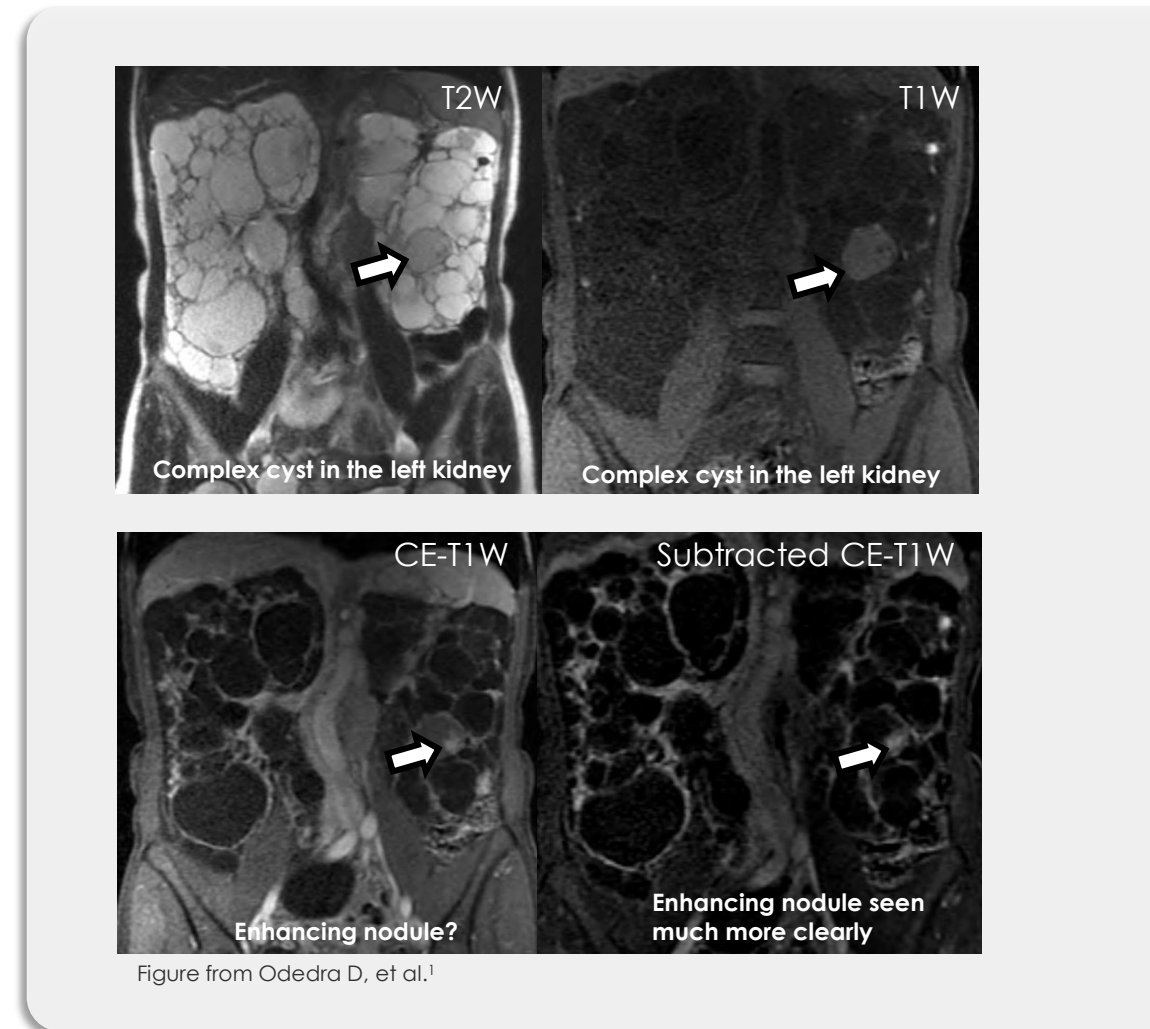 T2W
T1W
Complex cyst in the left kidney
Complex cyst in the left kidney
CE-T1W
Subtracted CE-T1W
Enhancing nodule?
Enhancing nodule seen
much more clearly
Figure from Odedra D, et al.¹